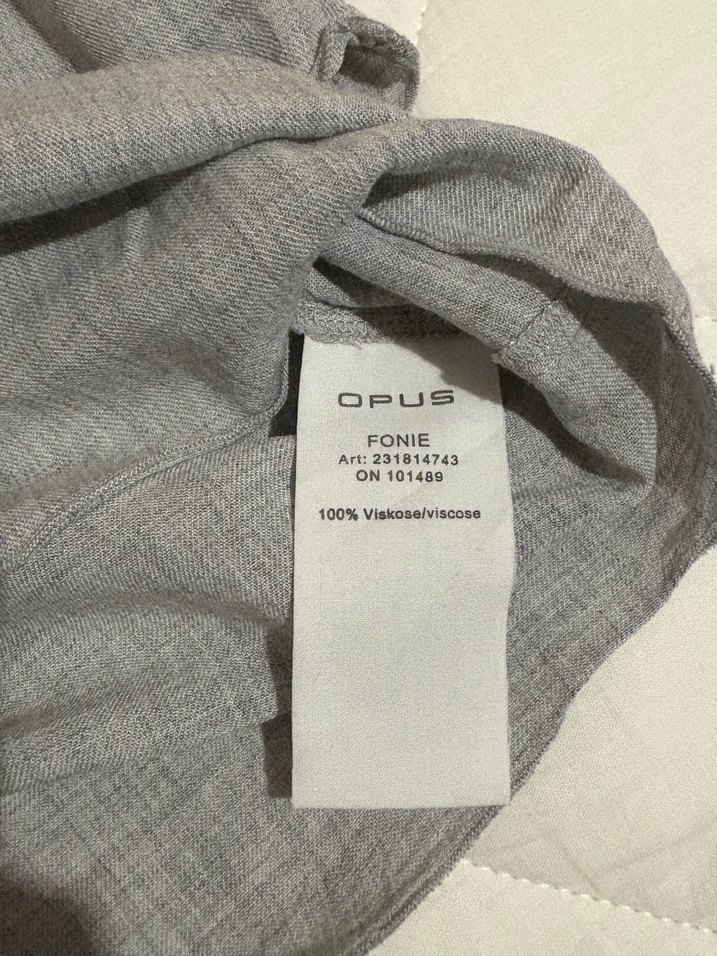 OPUS
FONIE
Art: 231814743
ON 101489
100% Viskose/viscose